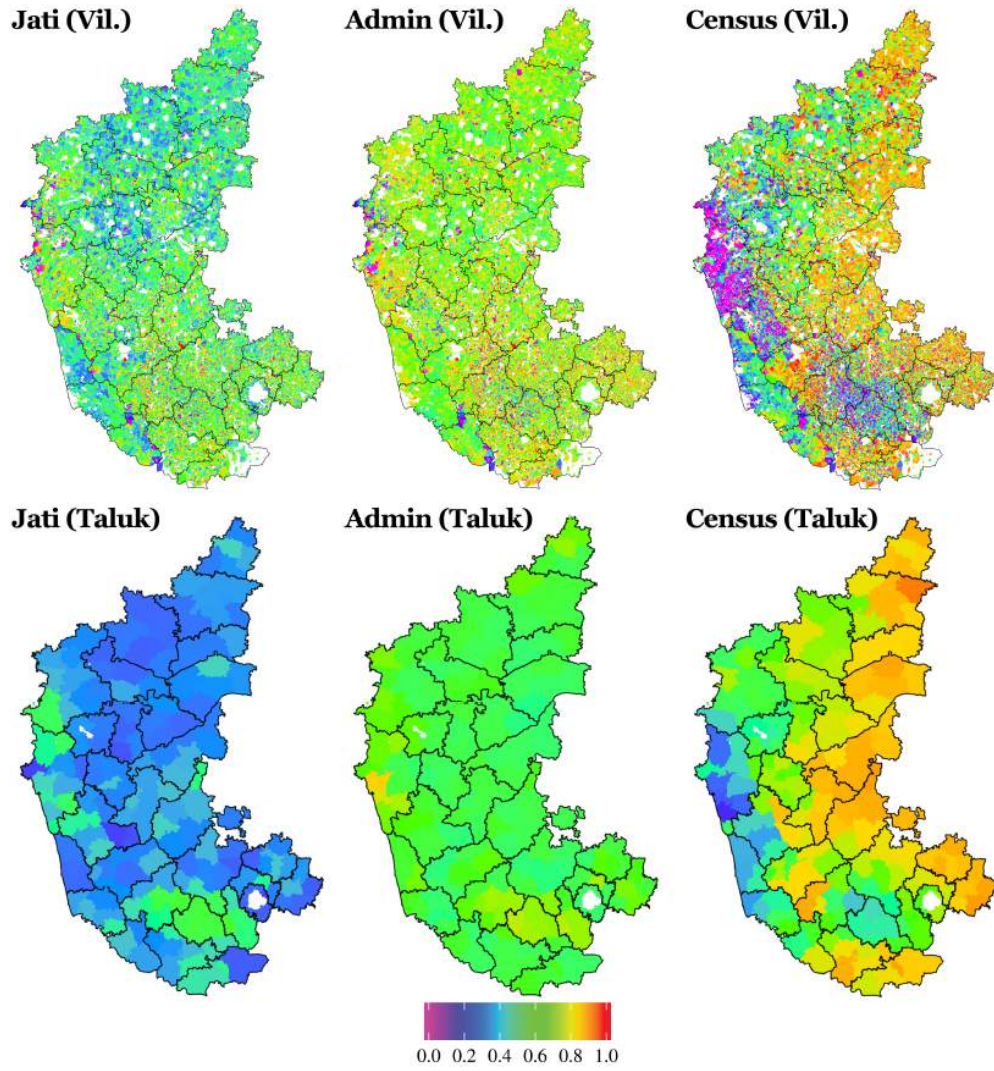 Jati (Vil.) Admin (Vil.) Census (Vil.)
Jati (Taluk) Admin (Taluk) Census (Taluk)
0.0 0.2 0.4 0.6 0.8 1.0